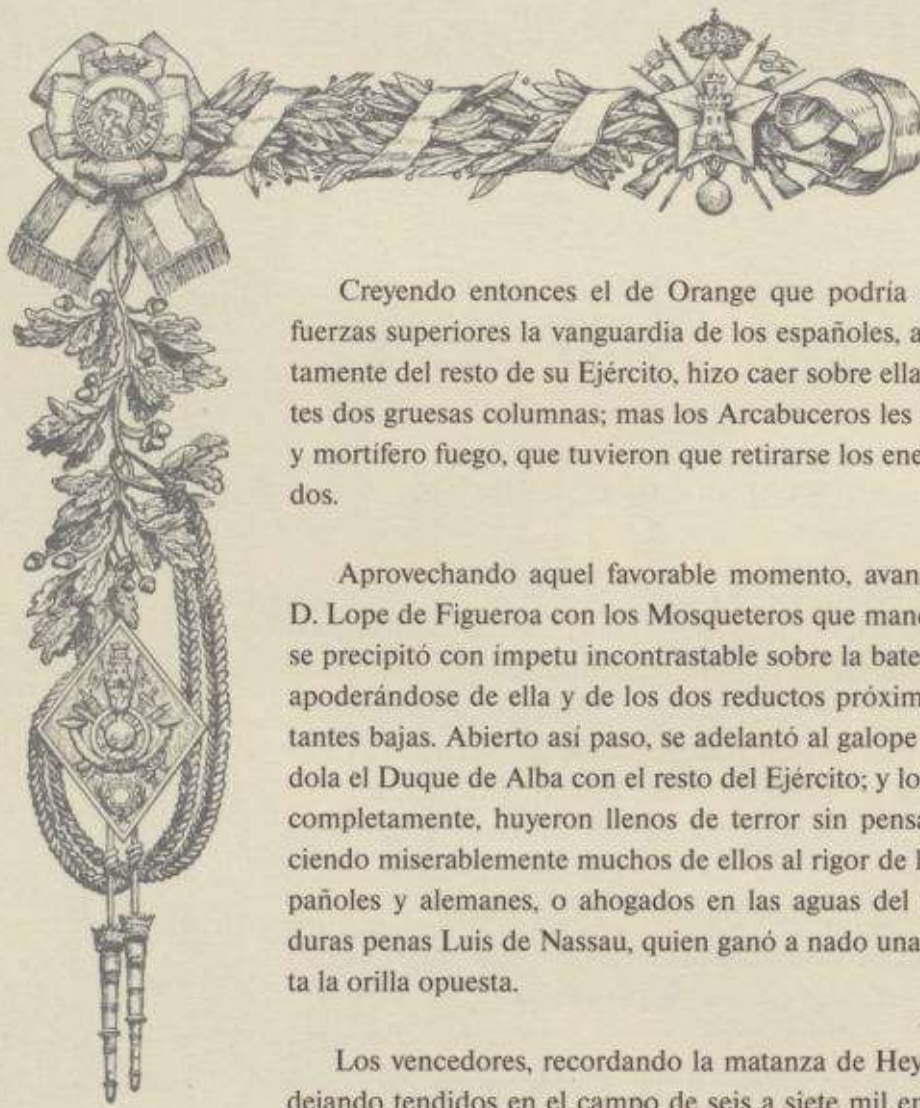 Creyendo entonces el de Orange que podría
fuerzas superiores la vanguardia de los españoles, a
tamente del resto de su Ejército, hizo caer sobre ella
tes dos gruesas columnas; mas los Arcabuceros les
y mortífero fuego, que tuvieron que retirarse los ene
dos.
Aprovechando aquel favorable momento, avan
D. Lope de Figueroa con los Mosqueteros que man
se precipitó con ímpetu incontrastable sobre la bate
apoderándose de ella y de los dos reductos próxim
tantes bajas. Abierto así paso, se adelantó al galope
dola el Duque de Alba con el resto del Ejército; y lo
completamente, huyeron llenos de terror sin pensa
ciendo miserablemente muchos de ellos al rigor de l
pañoles y alemanes, o ahogados en las aguas del
duras penas Luis de Nassau, quien ganó a nado una
ta la orilla opuesta.
Los vencedores, recordando la matanza de Hey
dejando tendidos en el campo de seis a siete mil en